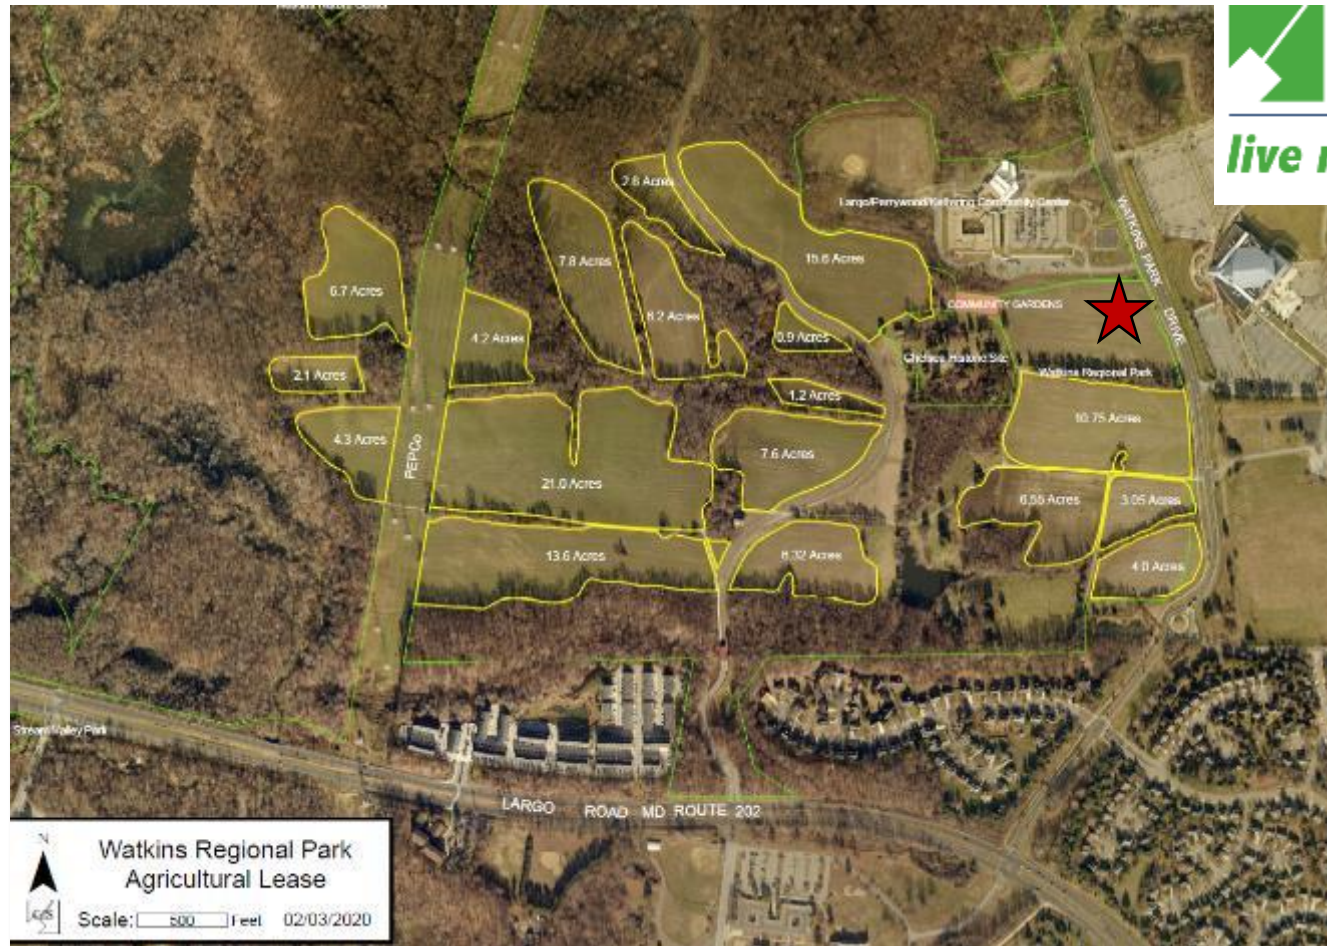 live
2.8 Acres
Largo/Perrywood/Kettering Community Center
WATKINS PARK DRIVE
7.8 Acres
15.6 Acres
6.7 Acres
8.2 Acres
COMMUNITY GARDENS
4.2 Acres
0.9 Acres
Chelsea Historic Site
2.1 Acres
Watkins Regional Park
1.2 Acres
10.75 Acres
4.3 Acres
PEPCo
7.6 Acres
21.0 Acres
6.55 Acres
3.05 Acres
13.6 Acres
8.32 Acres
4.0 Acres
Stream Valley Park
LARGO ROAD MD ROUTE 202
N
Watkins Regional Park
Agricultural Lease
Scale: 500 Feet 02/03/2020